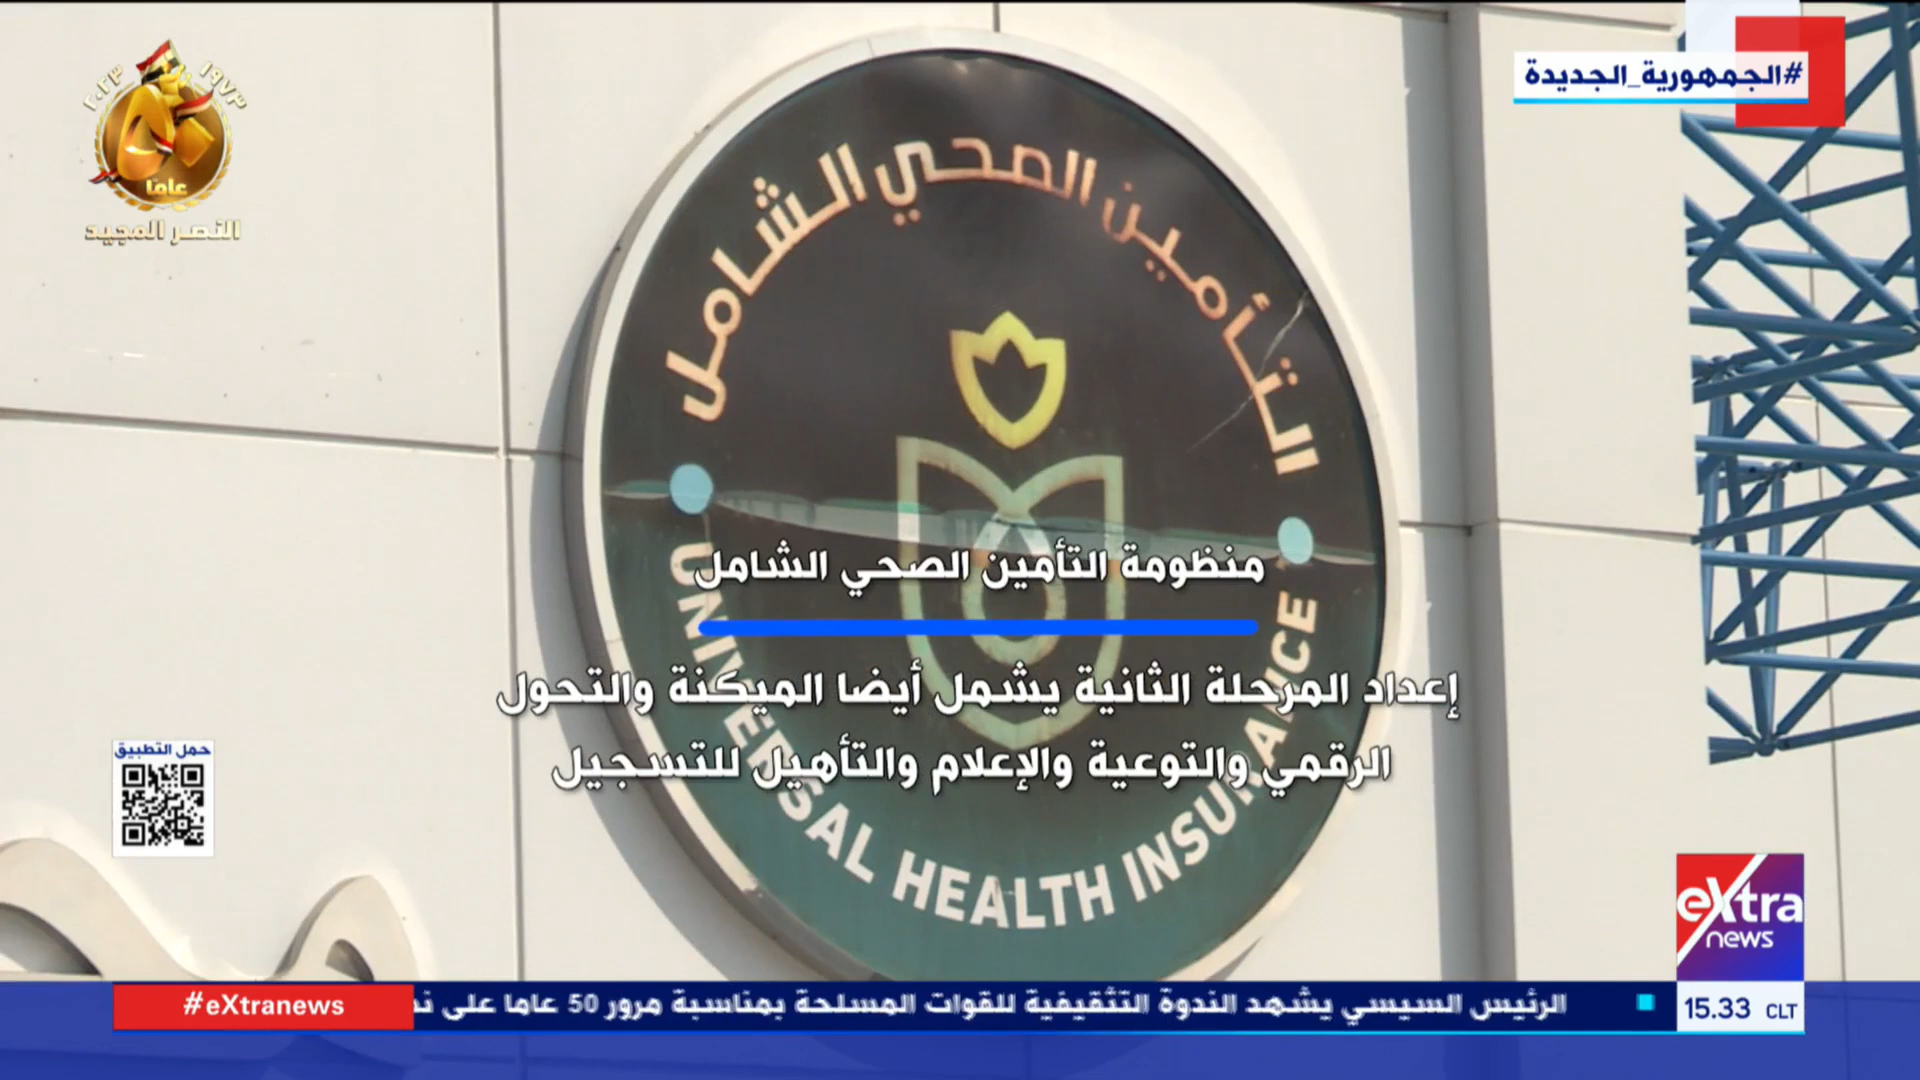 #الجمهورية_الجديدة
١٩٧٣
٢٠٢٣
عاما
النصر المجيد
التأمين الصحي الشامل
UNIVERSAL HEALTH INSURANCE
منظومة التأمين الصحي الشامل
إعداد المرحلة الثانية يشمل أيضا الميكنة والتحول
الرقمي والتوعية والإعلام والتأهيل للتسجيل
حمل التطبيق
eXtra
news
#eXtranews
الرئيس السيسي يشهد الندوة التثقيفية للقوات المسلحة بمناسبة مرور 50 عاما على
15.33 CLT